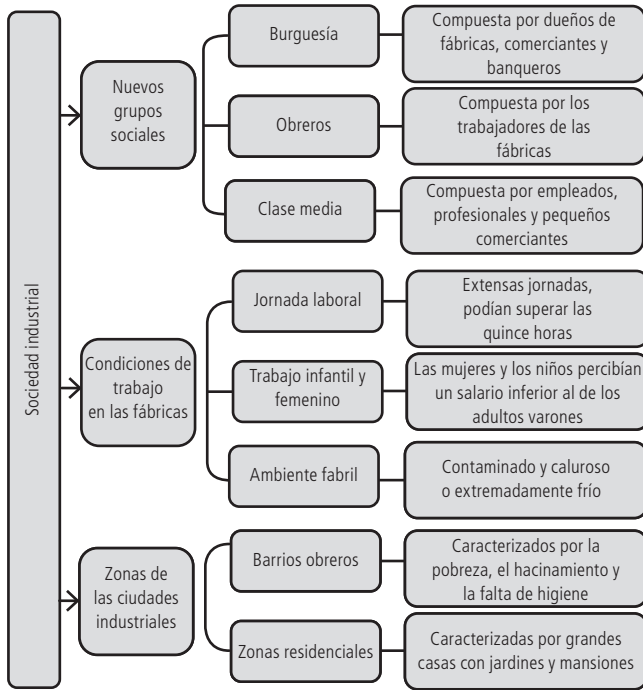 Sociedad industrial
Nuevos
grupos
sociales
Burguesía
Compuesta por dueños de
fábricas, comerciantes y
banqueros
Obreros
Compuesta por los
trabajadores de las
fábricas
Clase media
Compuesta por empleados,
profesionales y pequeños
comerciantes
Condiciones de
trabajo
en las fábricas
Jornada laboral
Extensas jornadas,
podían superar las
quince horas
Trabajo infantil y
femenino
Las mujeres y los niños percibían
un salario inferior al de los
adultos varones
Ambiente fabril
Contaminado y caluroso
o extremadamente frío
Zonas de
las ciudades
industriales
Barrios obreros
Caracterizados por la
pobreza, el hacinamiento y
la falta de higiene
Zonas residenciales
Caracterizadas por grandes
casas con jardines y mansiones